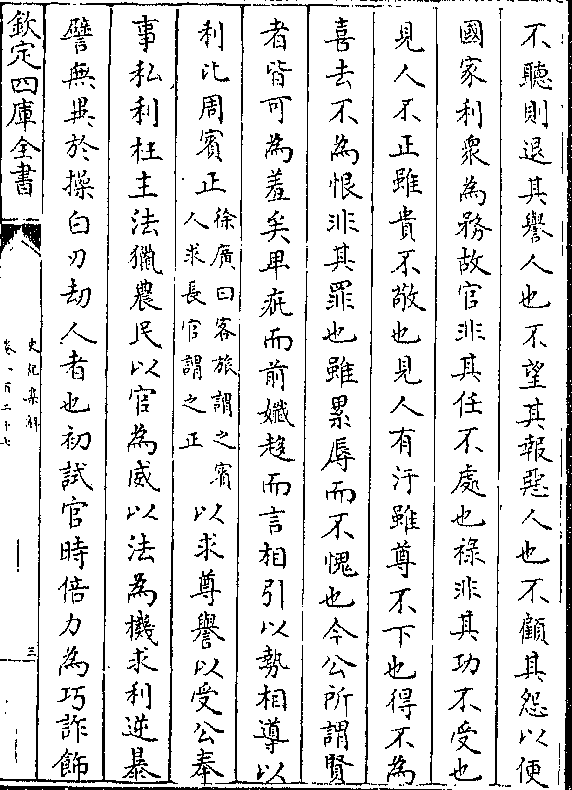 不聽則退其譽人也不望其報惡人也不顧其怨以便
國家利衆為務故官非其任不處也祿非其功不受也
見人不正雖貴不敬也見人有汙雖尊不下也得不為
喜去不為恨非其罪也雖累辱而不愧也今公所謂賢
者皆可為羞矣卑疵而前孅趨而言相引以勢相導以
利比周賓正
徐廣曰客旅謂之賓
人求長官謂之正
以求尊譽以受公奉
事私利枉主法獵農民以官為威以法為機求利逆暴
譬無異於操白刃劫人者也初試官時倍力為巧詐飾
欽定四庫全書
史記集解
卷一百二十七
三